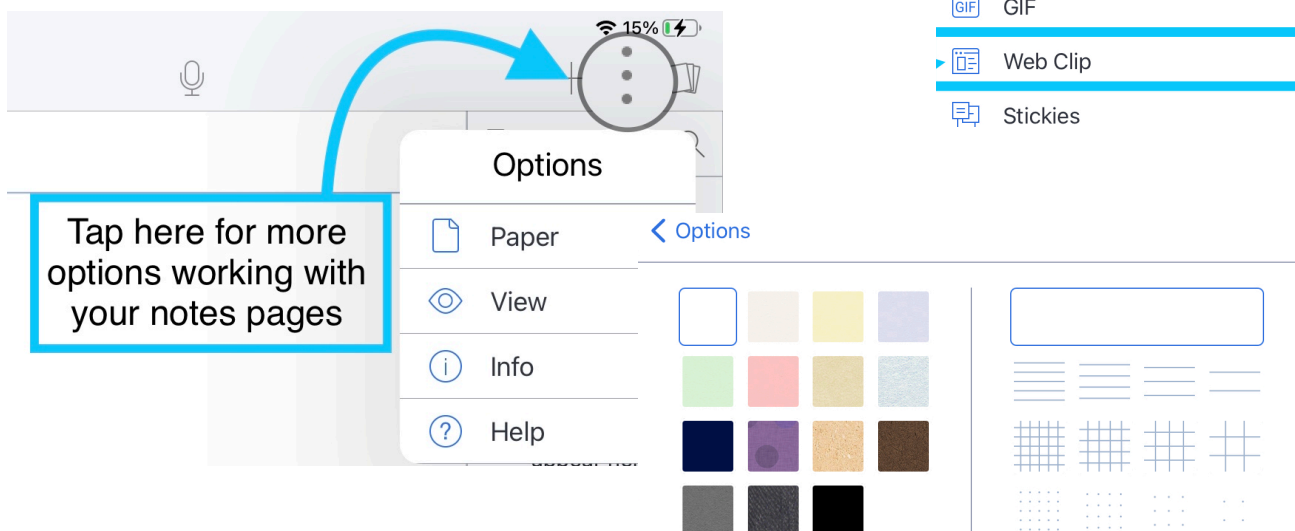 GIF
GIF
15%
Web Clip
Stickies
Options
Tap here for more
options working with
your notes pages
Paper
View
Info
Help
Options